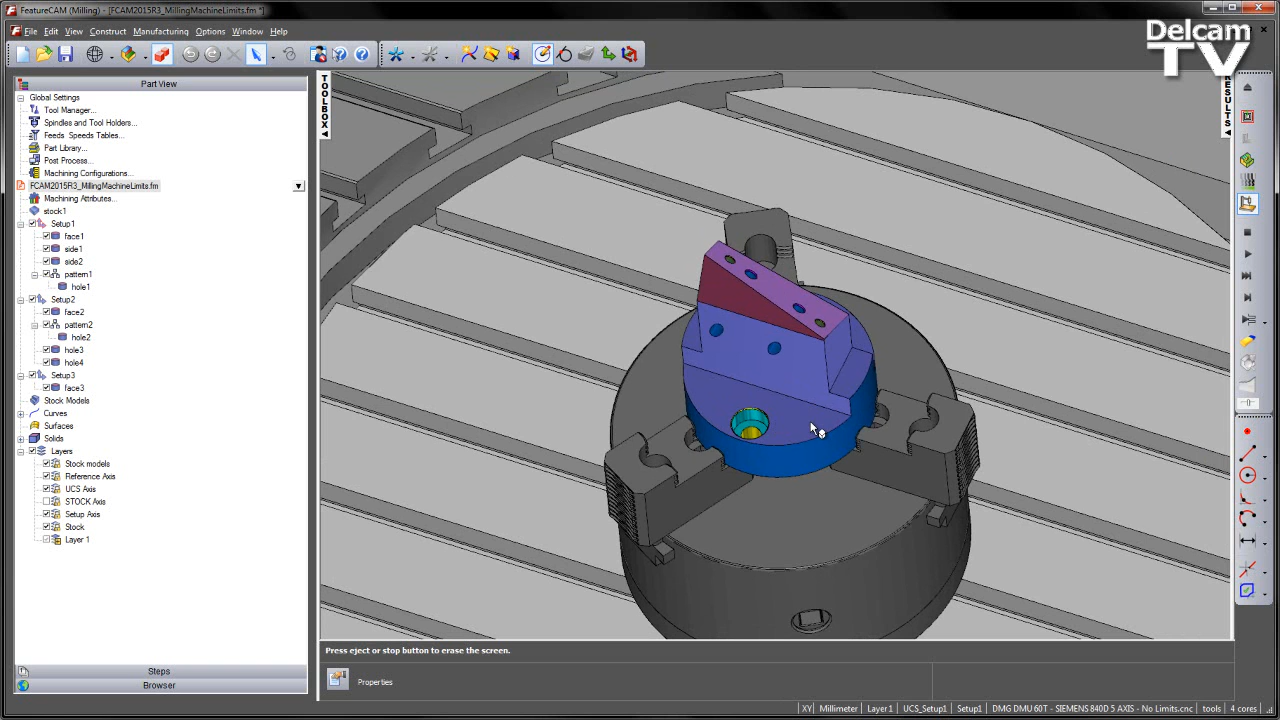 FeatureCAM (Milling) - [FCAM2015R3_MillingMachineLimits.fm *]
File Edit View Construct Manufacturing Options Window Help
Delcam
TV
Part View
Global Settings
Tool Manager...
Spindles and Tool Holders...
Feeds Speeds Tables...
Part Library...
Post Process...
Machining Configurations...
FCAM2015R3_MillingMachineLimits.fm
Machining Attributes...
stock1
Setup1
face1
side1
side2
pattern1
hole1
Setup2
face2
pattern2
hole2
hole3
hole4
Setup3
face3
Stock Models
Curves
Surfaces
Solids
Layers
Stock models
Reference Axis
UCS Axis
STOCK Axis
Setup Axis
Stock
Layer 1
Steps
Browser
TOOLBOX
RESULTS
Press eject or stop button to erase the screen.
Properties
XY Millimeter Layer1 UCS_Setup1 Setup1 DMG DMU 60T - SIEMENS 840D 5 AXIS - No Limits.cnc tools 4 cores